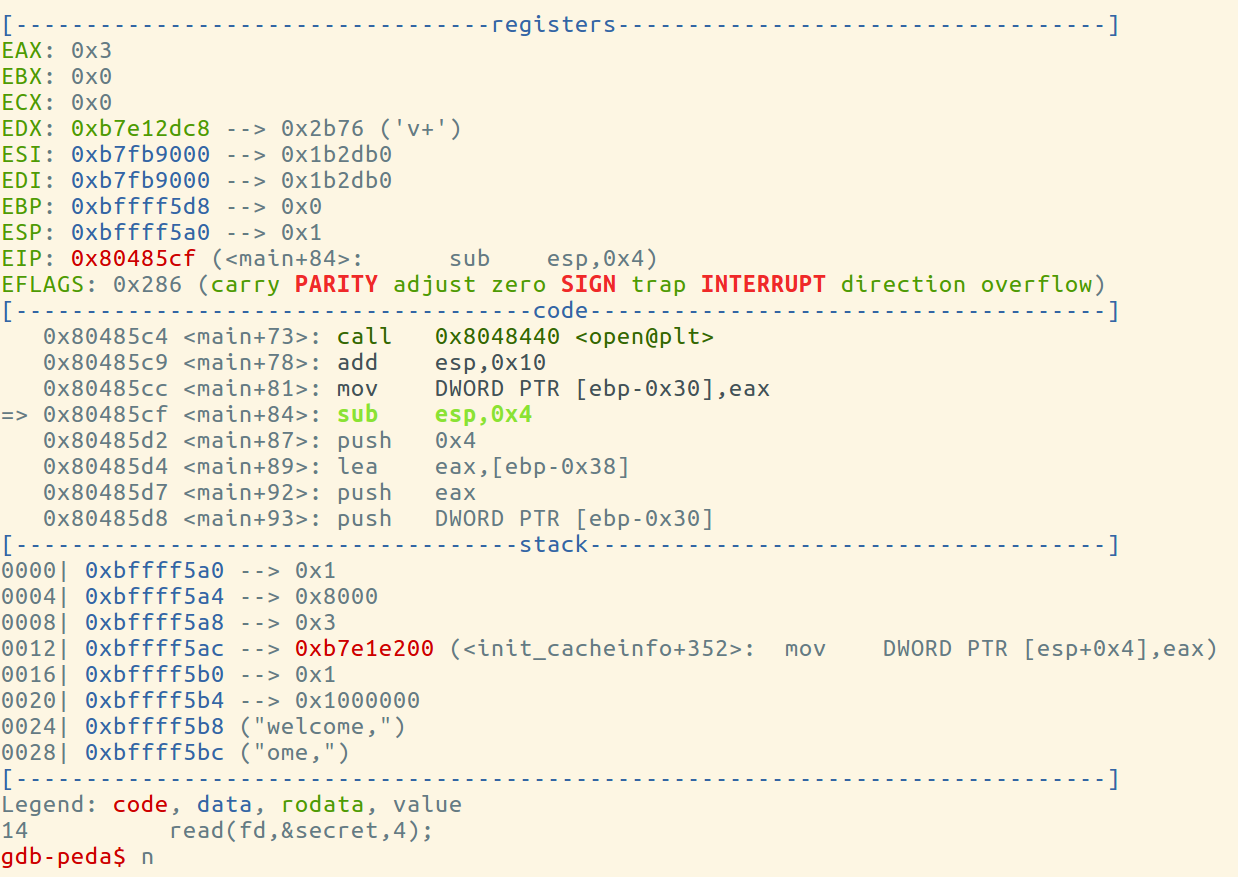 [----------------------------------registers-----------------------------------]
EAX: 0x3
EBX: 0x0
ECX: 0x0
EDX: 0xb7e12dc8 --> 0x2b76 ('v+')
ESI: 0xb7fb9000 --> 0x1b2db0
EDI: 0xb7fb9000 --> 0x1b2db0
EBP: 0xbffff5d8 --> 0x0
ESP: 0xbffff5a0 --> 0x1
EIP: 0x80485cf (<main+84>:      sub    esp,0x4)
EFLAGS: 0x286 (carry PARITY adjust zero SIGN trap INTERRUPT direction overflow)
[-------------------------------------code-------------------------------------]
   0x80485c4 <main+73>: call   0x8048440 <open@plt>
   0x80485c9 <main+78>: add    esp,0x10
   0x80485cc <main+81>: mov    DWORD PTR [ebp-0x30],eax
=> 0x80485cf <main+84>: sub    esp,0x4
   0x80485d2 <main+87>: push   0x4
   0x80485d4 <main+89>: lea    eax,[ebp-0x38]
   0x80485d7 <main+92>: push   eax
   0x80485d8 <main+93>: push   DWORD PTR [ebp-0x30]
[------------------------------------stack-------------------------------------]
0000| 0xbffff5a0 --> 0x1
0004| 0xbffff5a4 --> 0x8000
0008| 0xbffff5a8 --> 0x3
0012| 0xbffff5ac --> 0xb7e1e200 (<init_cacheinfo+352>:  mov    DWORD PTR [esp+0x4],eax)
0016| 0xbffff5b0 --> 0x1
0020| 0xbffff5b4 --> 0x1000000
0024| 0xbffff5b8 ("welcome,")
0028| 0xbffff5bc ("ome,")
[------------------------------------------------------------------------------]
Legend: code, data, rodata, value
14          read(fd,&secret,4);
gdb-peda$ n